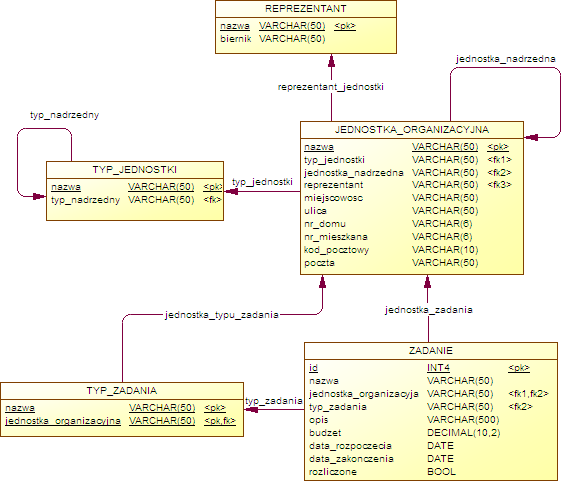 REPREZENTANT
nazwa VARCHAR(50) <pk>
biernik VARCHAR(50)
jednostka_nadrzedna
reprezentant_jednostki
typ_nadrzedny
JEDNOSTKA_ORGANIZACYJNA
nazwa VARCHAR(50) <pk>
typ_jednostki VARCHAR(50) <fk1>
jednostka_nadrzedna VARCHAR(50) <fk2>
reprezentant VARCHAR(50) <fk3>
miejscowosc VARCHAR(50)
ulica VARCHAR(50)
nr_domu VARCHAR(6)
nr_mieszkana VARCHAR(6)
kod_pocztowy VARCHAR(10)
poczta VARCHAR(50)
TYP_JEDNOSTKI
nazwa VARCHAR(50) <pk>
typ_nadrzedny VARCHAR(50) <fk>
typ_jednostki
jednostka_typu_zadania
jednostka_zadania
ZADANIE
id INT4 <pk>
nazwa VARCHAR(50)
jednostka_organizacyja VARCHAR(50) <fk1,fk2>
typ_zadania VARCHAR(50) <fk2>
opis VARCHAR(500)
budzet DECIMAL(10,2)
data_rozpoczecia DATE
data_zakonczenia DATE
rozliczone BOOL
TYP_ZADANIA
nazwa VARCHAR(50) <pk>
jednostka_organizacyjna VARCHAR(50) <pk,fk>
typ_zadania